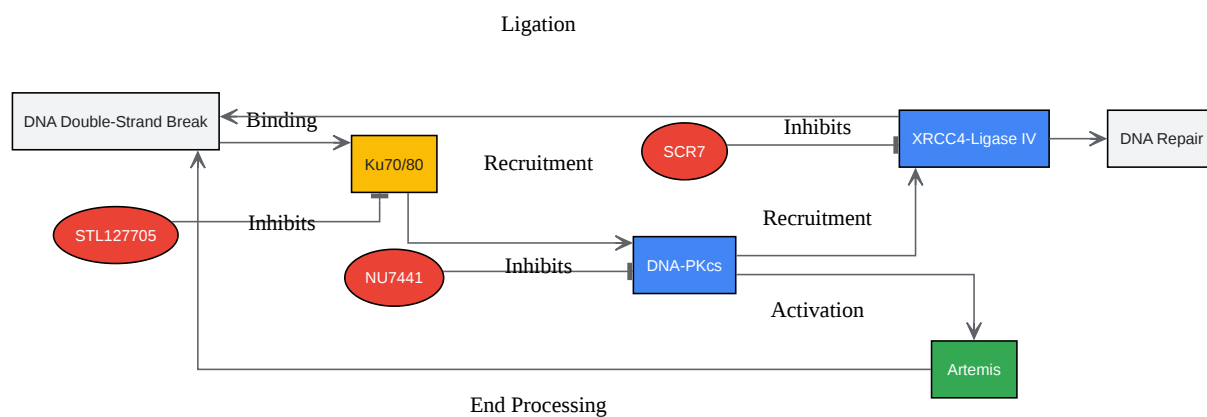 Ligation
DNA Double-Strand Break
Binding
Inhibits
XRCC4-Ligase IV
DNA Repair
SCR7
Ku70/80
Recruitment
Recruitment
STL127705
Inhibits
NU7441
Inhibits
DNA-PKcs
Activation
Artemis
End Processing